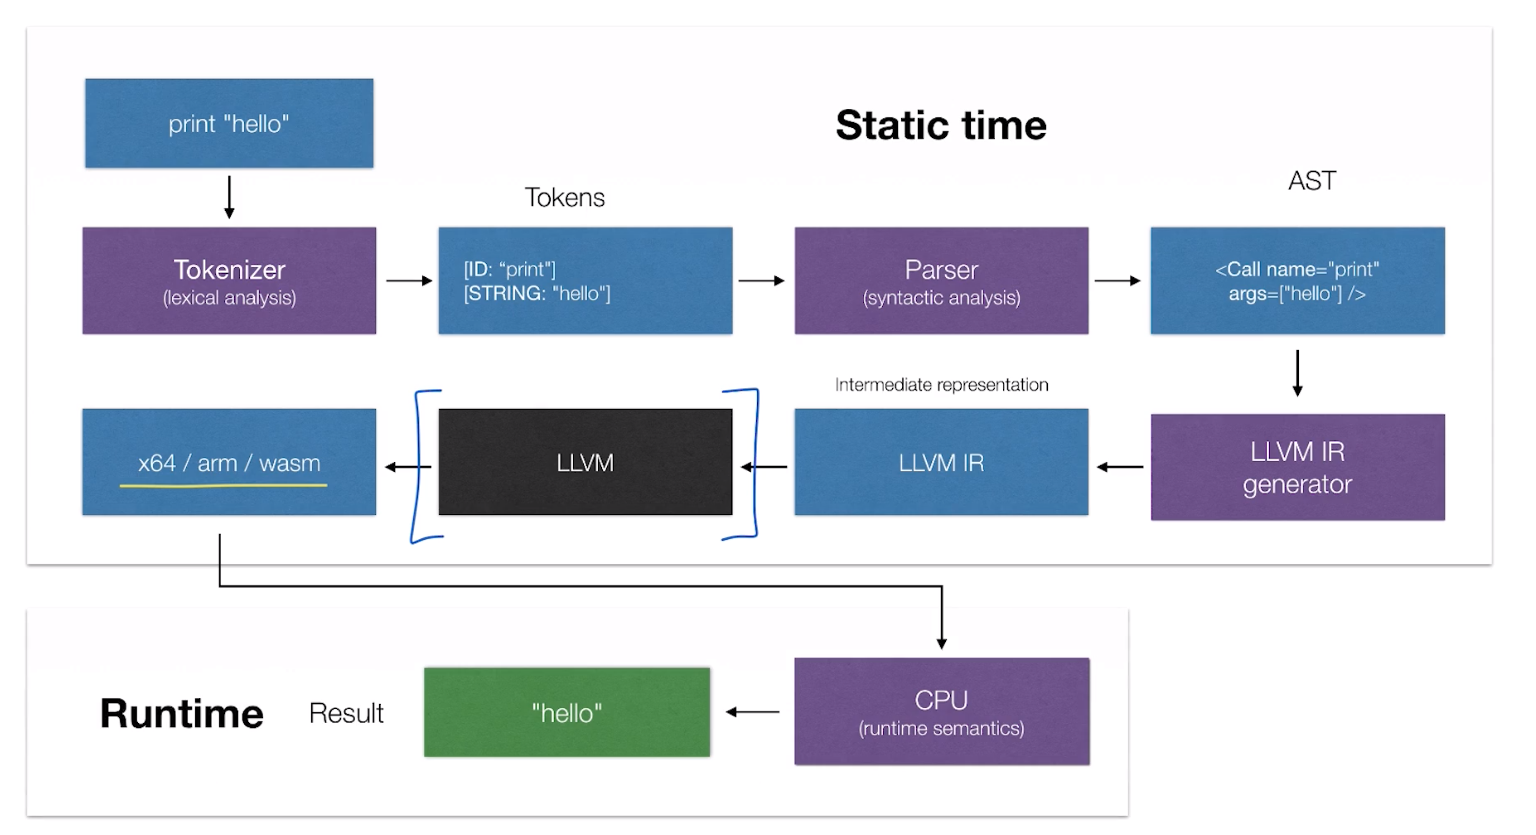 print "hello"
Static time
Tokens
AST
Tokenizer
(lexical analysis)
[ID: “print"]
[STRING: "hello"]
Parser
(syntactic analysis)
<Call name="print"
args=["hello"] />
Intermediate representation
x64 / arm / wasm
LLVM
LLVM IR
LLVM IR
generator
Runtime
Result
"hello"
CPU
(runtime semantics)